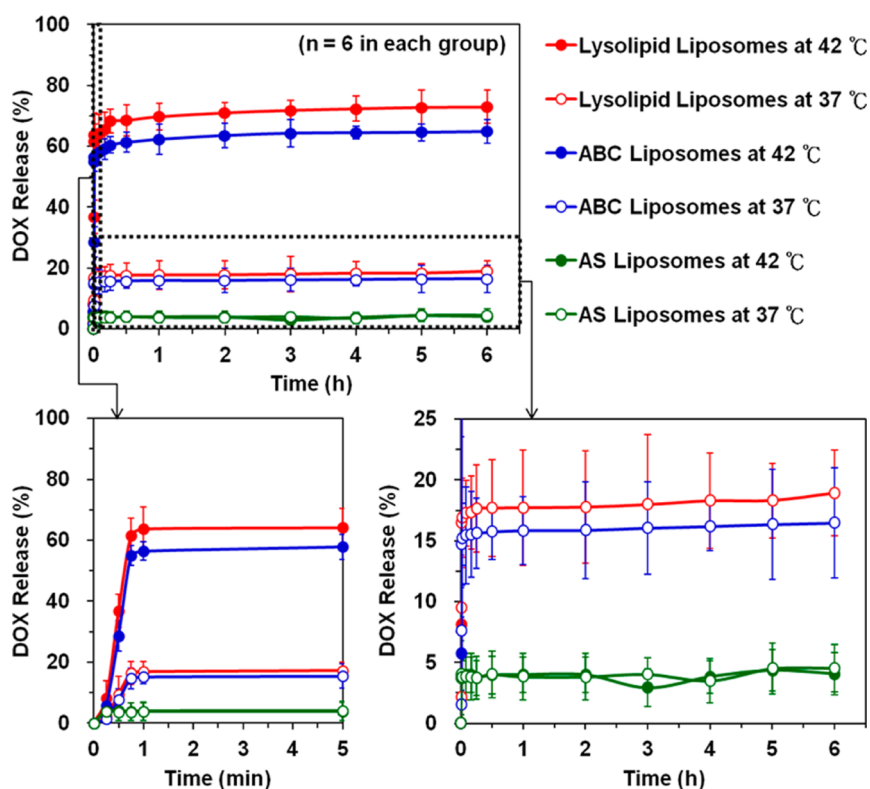 (n = 6 in each group)
DOX Release (%)
100
80
60
40
20
0
0
1
2
3
4
5
6
Time (h)
Lysolipid Liposomes at 42 ℃
Lysolipid Liposomes at 37 ℃
ABC Liposomes at 42 ℃
ABC Liposomes at 37 ℃
AS Liposomes at 42 ℃
AS Liposomes at 37 ℃
DOX Release (%)
100
80
60
40
20
0
0
1
2
3
4
5
Time (min)
DOX Release (%)
25
20
15
10
5
0
0
1
2
3
4
5
6
Time (h)